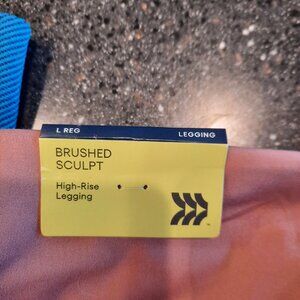 L REG LEGGING
BRUSHED
SCULPT
High-Rise
Legging